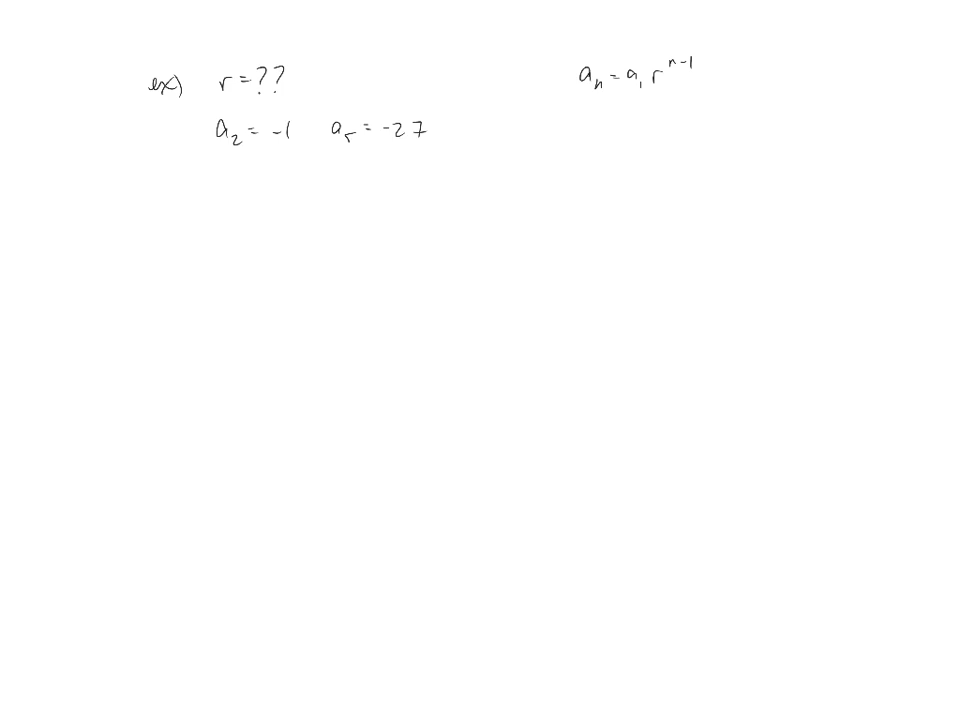 ex) r = ??
a_n = a_1 r^{n-1}
a_2 = -1 a_5 = -27